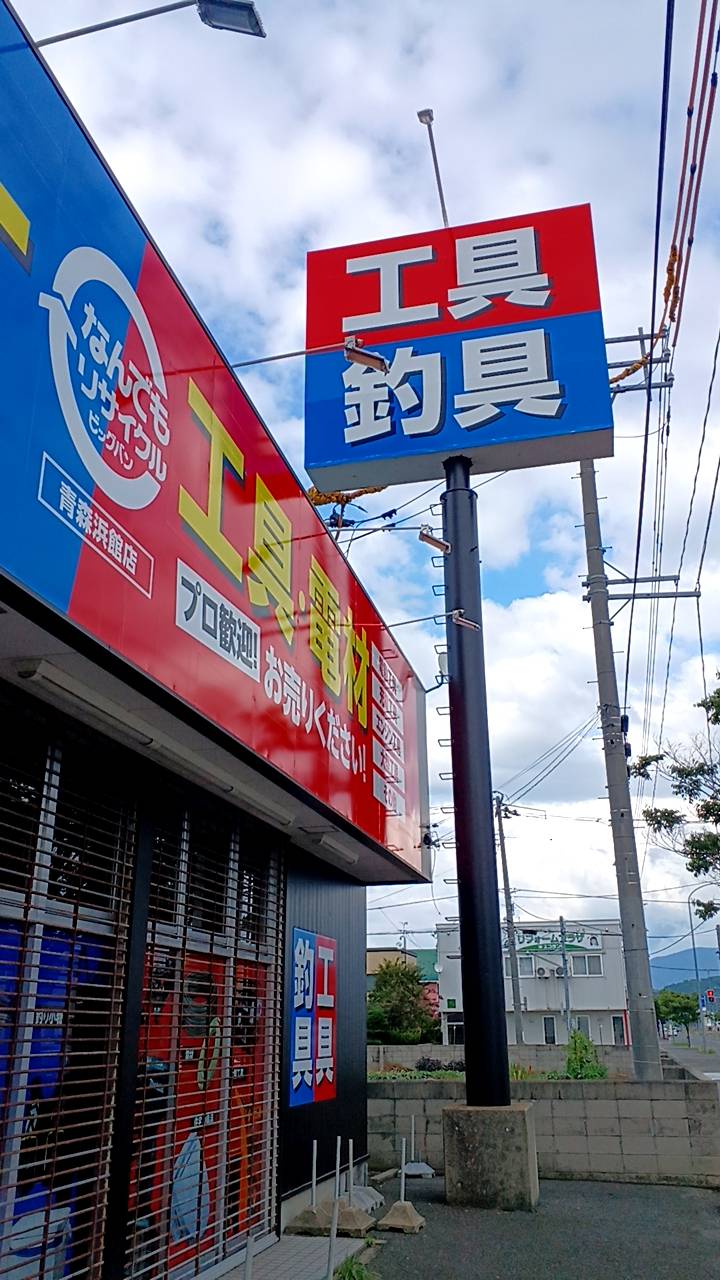 工具
釣具
なんでも
リサイクル
ビッグバン
青森浜館店
工具・電材
プロ歓迎!
お売りください!
釣具
工具